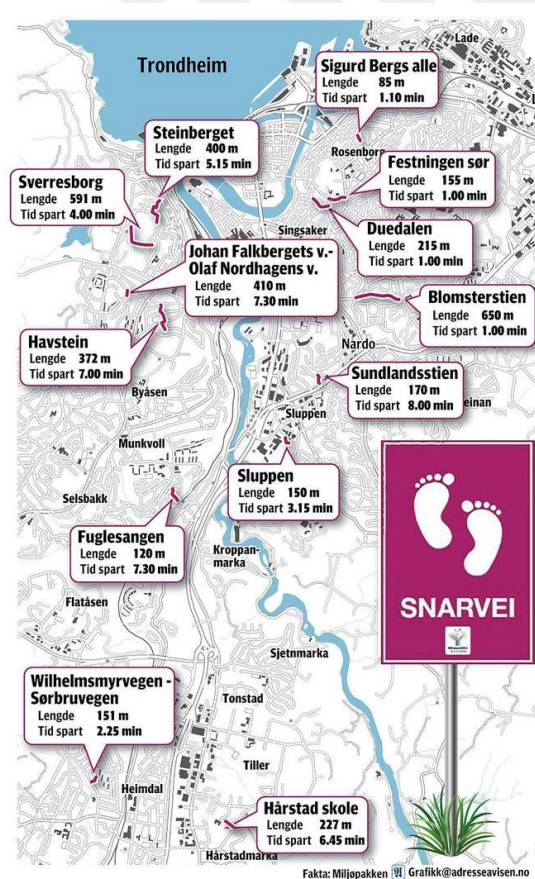 Trondheim
Lade
Sigurd Bergs alle
Lengde 85 m
Tid spart 1.10 min
Steinberget
Lengde 400 m
Tid spart 5.15 min
Rosenborg
Festningen sør
Lengde 155 m
Tid spart 1.00 min
Sverresborg
Lengde 591 m
Tid spart 4.00 min
Singsaker
Duedalen
Lengde 215 m
Tid spart 1.00 min
Johan Falkbergets v.-
Olaf Nordhagens v.
Lengde 410 m
Tid spart 7.30 min
Blomsterstien
Lengde 650 m
Tid spart 1.00 min
Havstein
Lengde 372 m
Tid spart 7.00 min
Nardo
Sundlandsstien
Lengde 170 m
Tid spart 8.00 min
einan
Byåsen
Sluppen
Munkvoll
Sluppen
Lengde 150 m
Tid spart 3.15 min
Selsbakk
Fuglesangen
Lengde 120 m
Tid spart 7.30 min
Kroppan-
marka
SNARVEI
Flatåsen
Sjetnmarka
Wilhelmsmyrvegen -
Sørbruvegen
Lengde 151 m
Tid spart 2.25 min
Tonstad
Tiller
Heimdal
Hårstad skole
Lengde 227 m
Tid spart 6.45 min
Hårstadmarka
Fakta: Miljøpakken Grafikk@adresseavisen.no